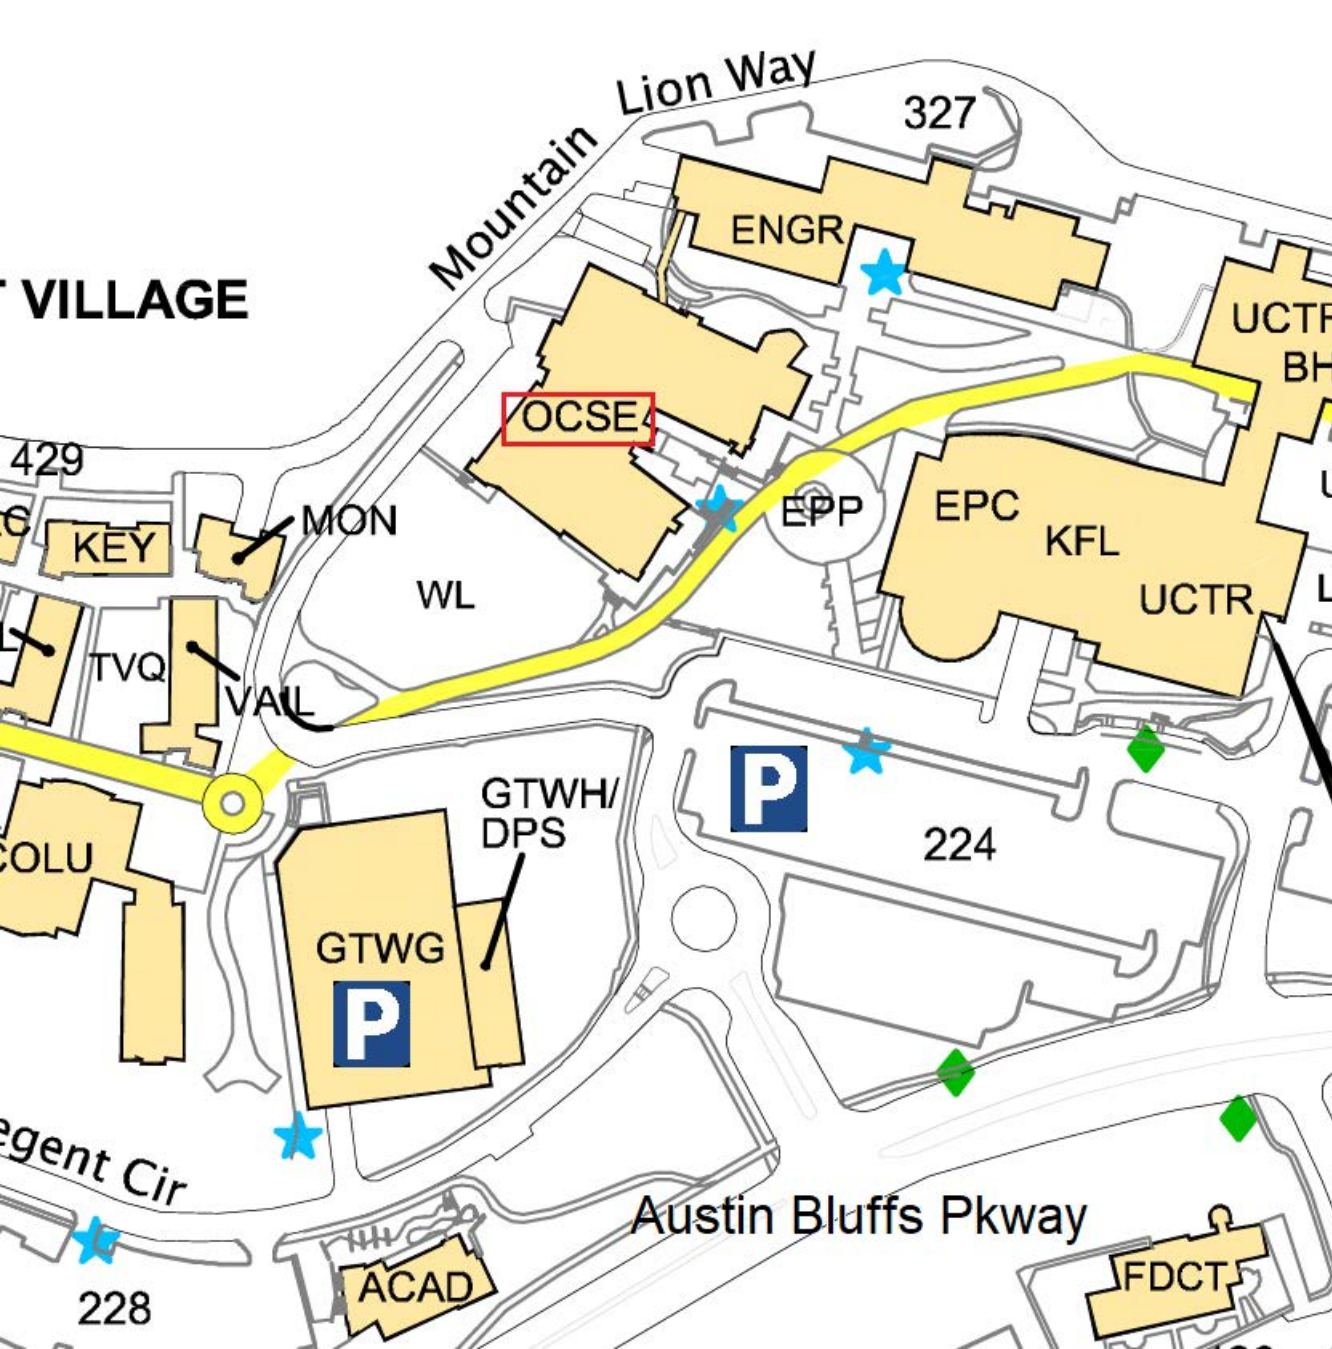 Mountain Lion Way
327
ENGR
T VILLAGE
UCTR
BH
OCSE
429
MON
KEY
EPP
EPC
KFL
UCTR
WL
TVQ
VAIL
GTWH/
DPS
P
224
COLU
GTWG
P
egent Cir
Austin Bluffs Pkway
228
ACAD
FDCT